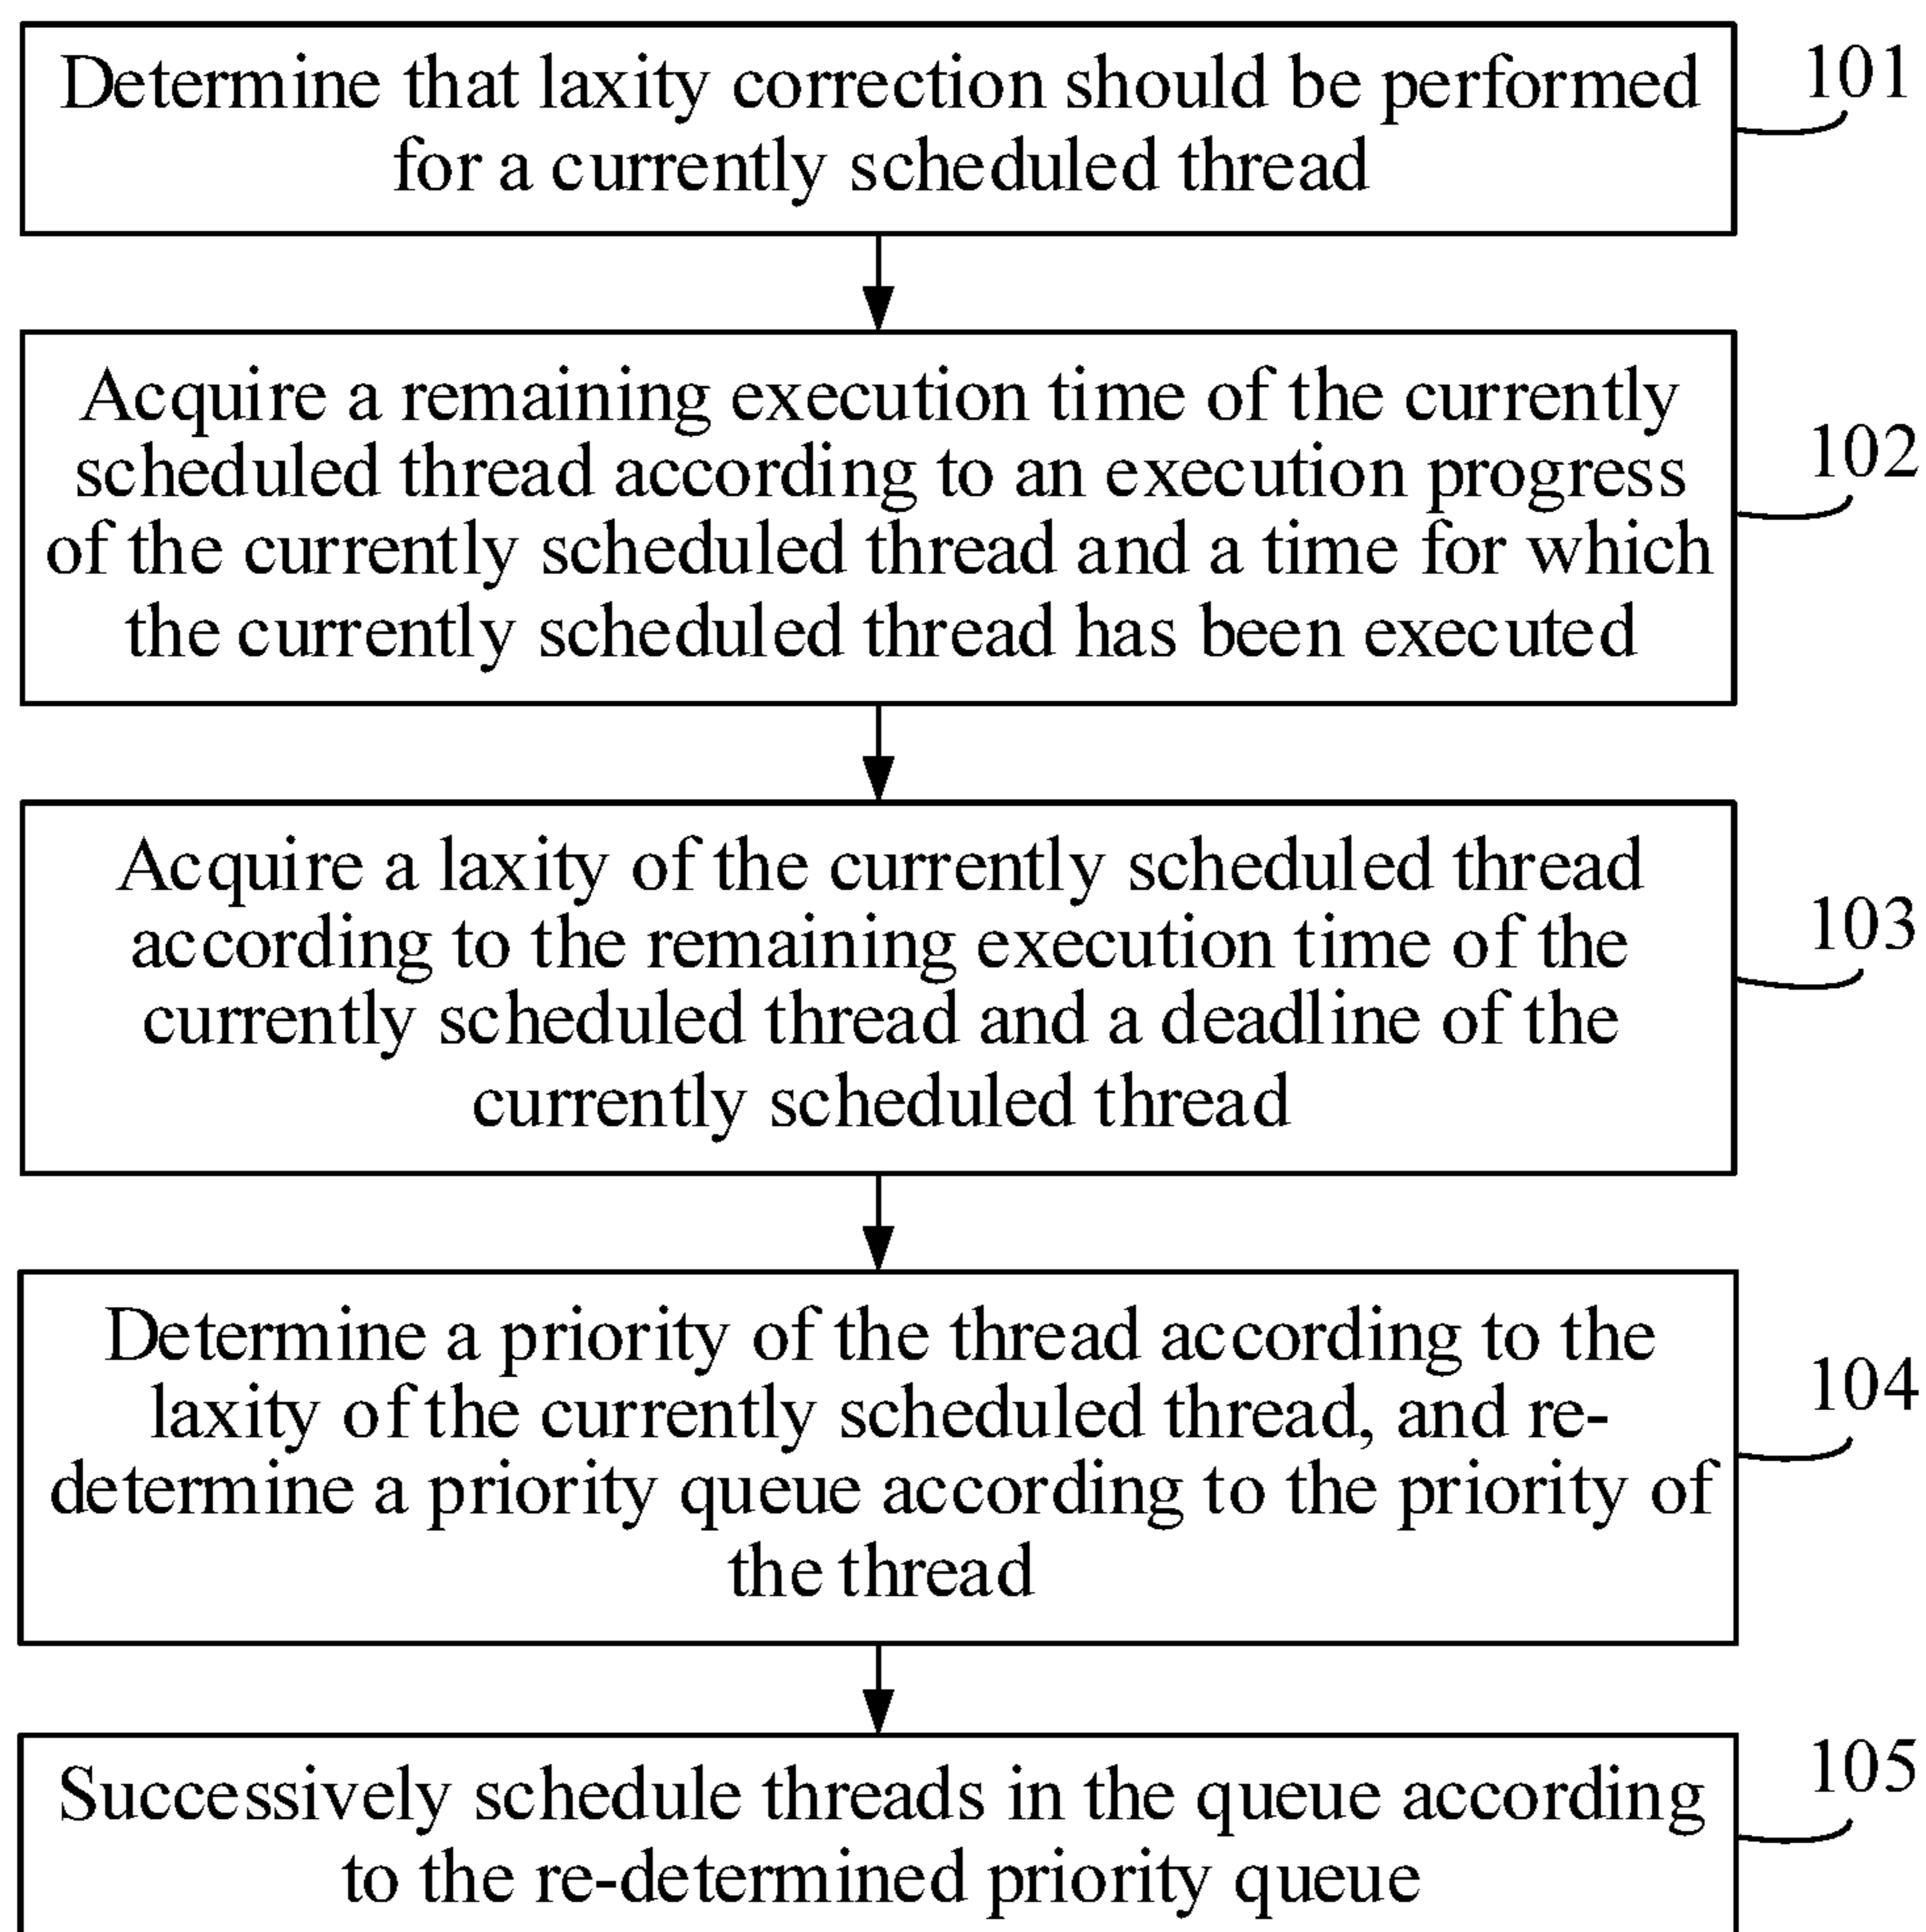 Determine that laxity correction should be performed
for a currently scheduled thread
101
Acquire a remaining execution time of the currently
scheduled thread according to an execution progress
of the currently scheduled thread and a time for which
the currently scheduled thread has been executed
102
Acquire a laxity of the currently scheduled thread
according to the remaining execution time of the
currently scheduled thread and a deadline of the
currently scheduled thread
103
Determine a priority of the thread according to the
laxity of the currently scheduled thread, and re-
determine a priority queue according to the priority of
the thread
104
Successively schedule threads in the queue according
to the re-determined priority queue
105